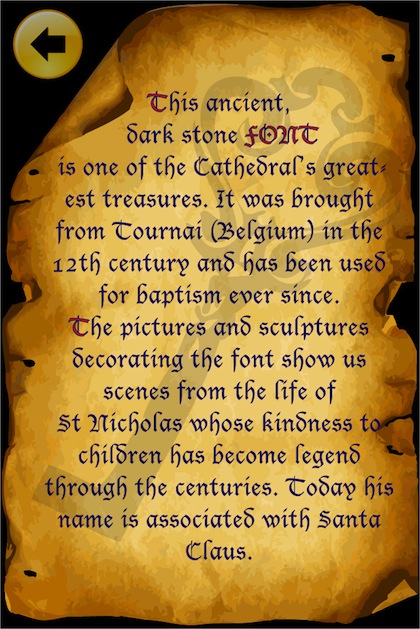 This ancient,
dark stone FONT
is one of the Cathedral's great-
est treasures. It was brought
from Tournai (Belgium) in the
12th century and has been used
for baptism ever since.
The pictures and sculptures
decorating the font show us
scenes from the life of
St Nicholas whose kindness to
children has become legend
through the centuries. Today his
name is associated with Santa
Claus.